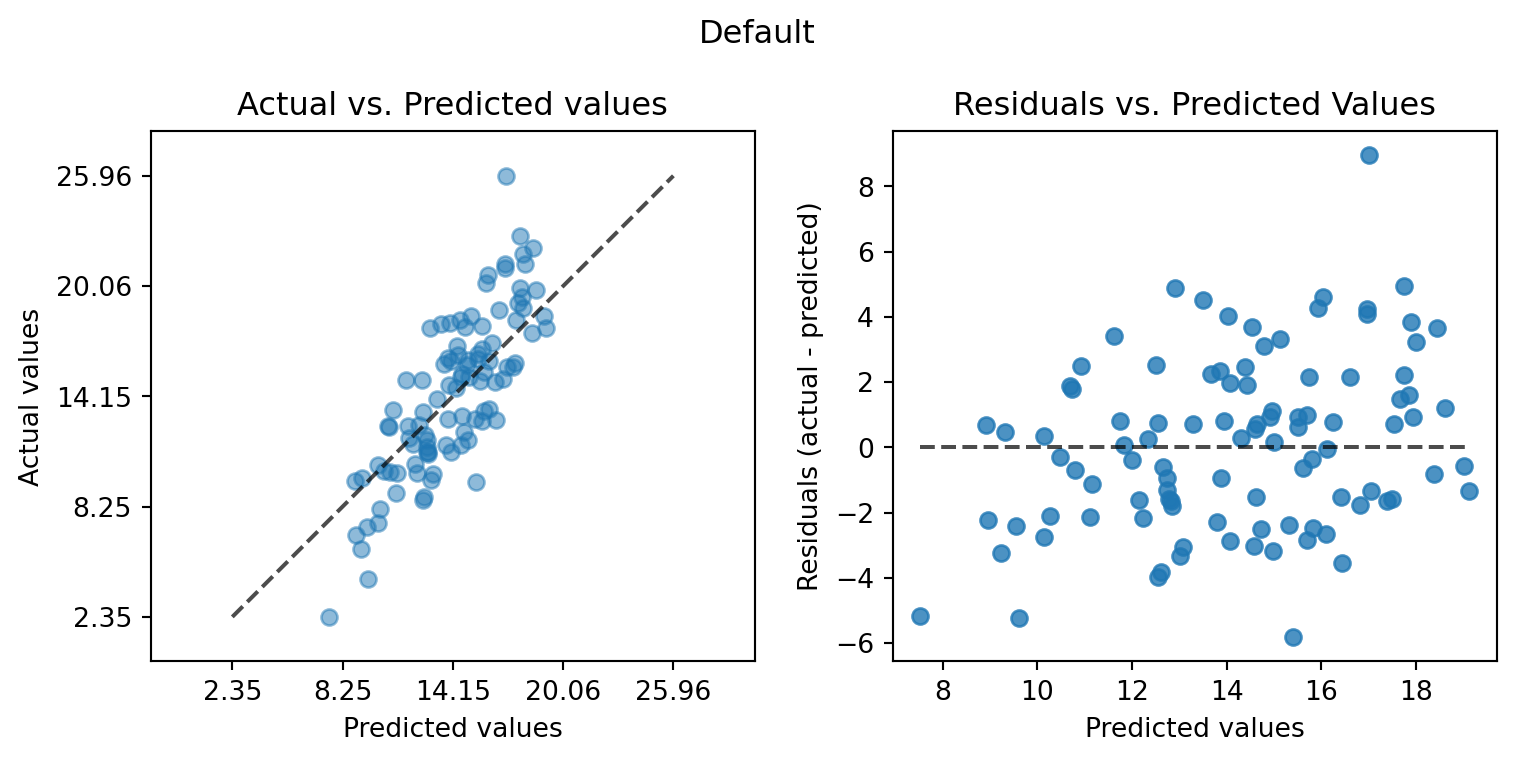 Default
Actual vs. Predicted values
Actual values
25.96
20.06
14.15
8.25
2.35
2.35 8.25 14.15 20.06 25.96
Predicted values
Residuals vs. Predicted Values
Residuals (actual - predicted)
8
6
4
2
0
−2
−4
−6
8 10 12 14 16 18
Predicted values